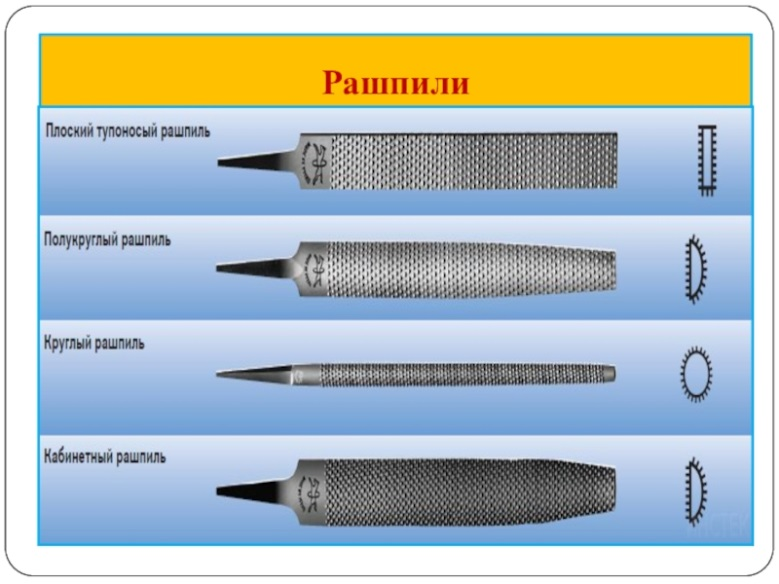 Рашпили
Плоский тупоносый рашпиль
Полукруглый рашпиль
Круглый рашпиль
Кабинетный рашпиль